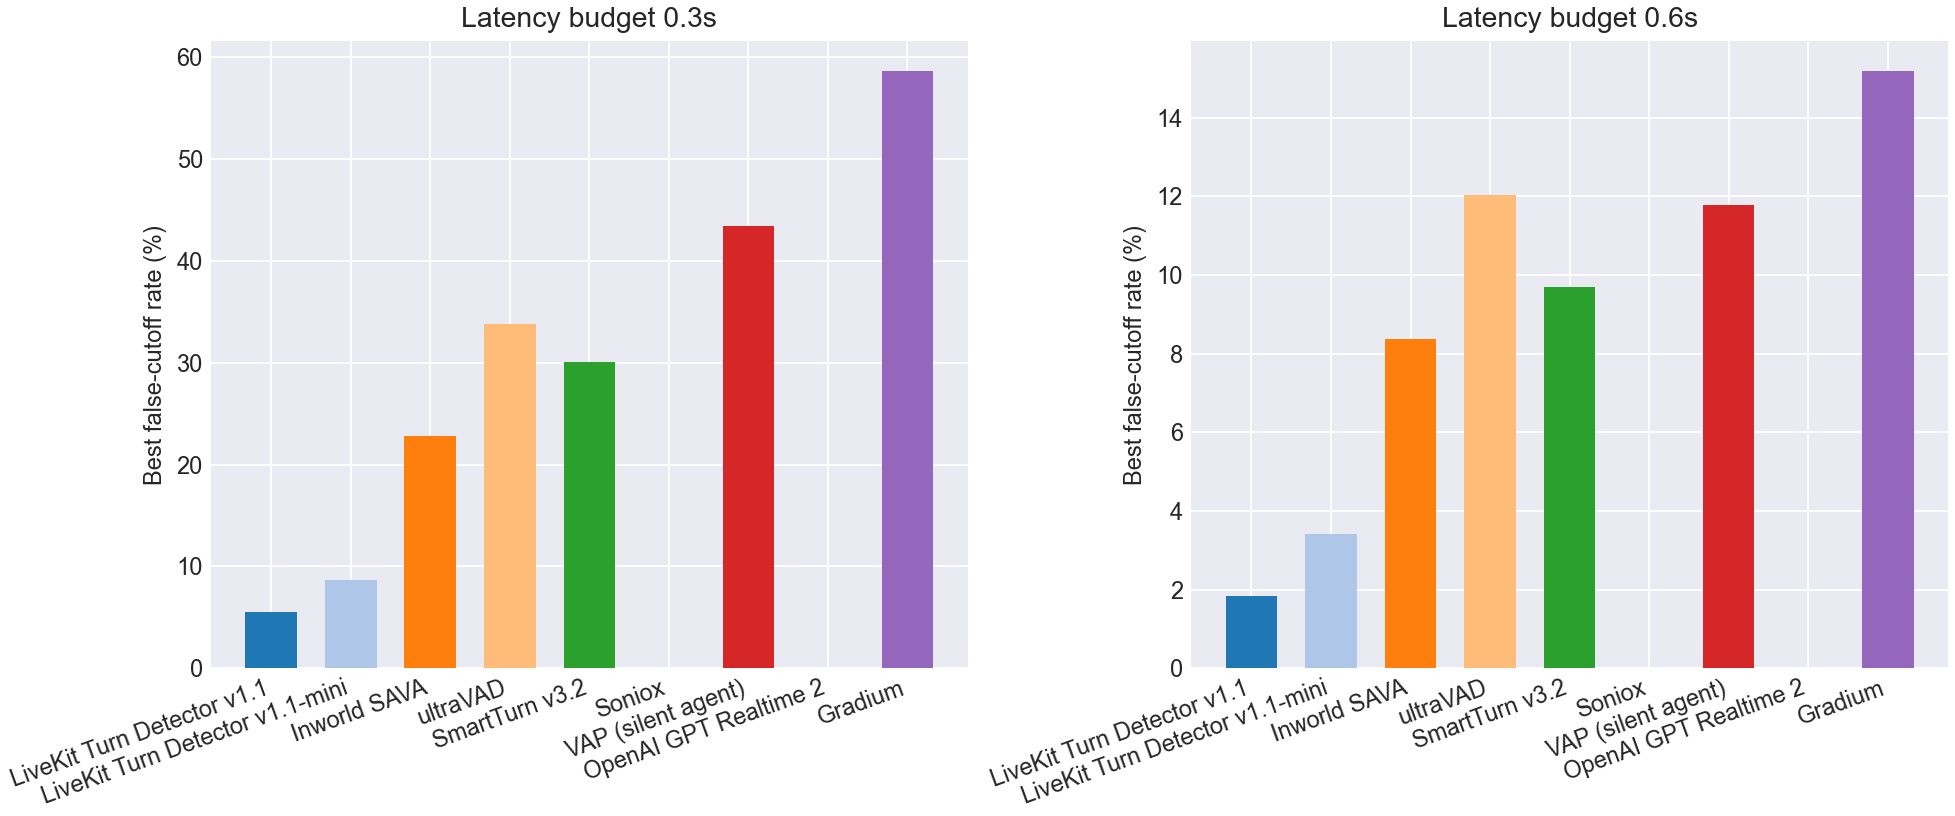 Latency budget 0.3s
Best false-cutoff rate (%)
60
50
40
30
20
10
0
LiveKit Turn Detector v1.1
LiveKit Turn Detector v1.1-mini
Inworld SAVA
ultraVAD
SmartTurn v3.2
Soniox
VAP (silent agent)
OpenAI GPT Realtime 2
Gradium
Latency budget 0.6s
Best false-cutoff rate (%)
14
12
10
8
6
4
2
0
LiveKit Turn Detector v1.1
LiveKit Turn Detector v1.1-mini
Inworld SAVA
ultraVAD
SmartTurn v3.2
Soniox
VAP (silent agent)
OpenAI GPT Realtime 2
Gradium